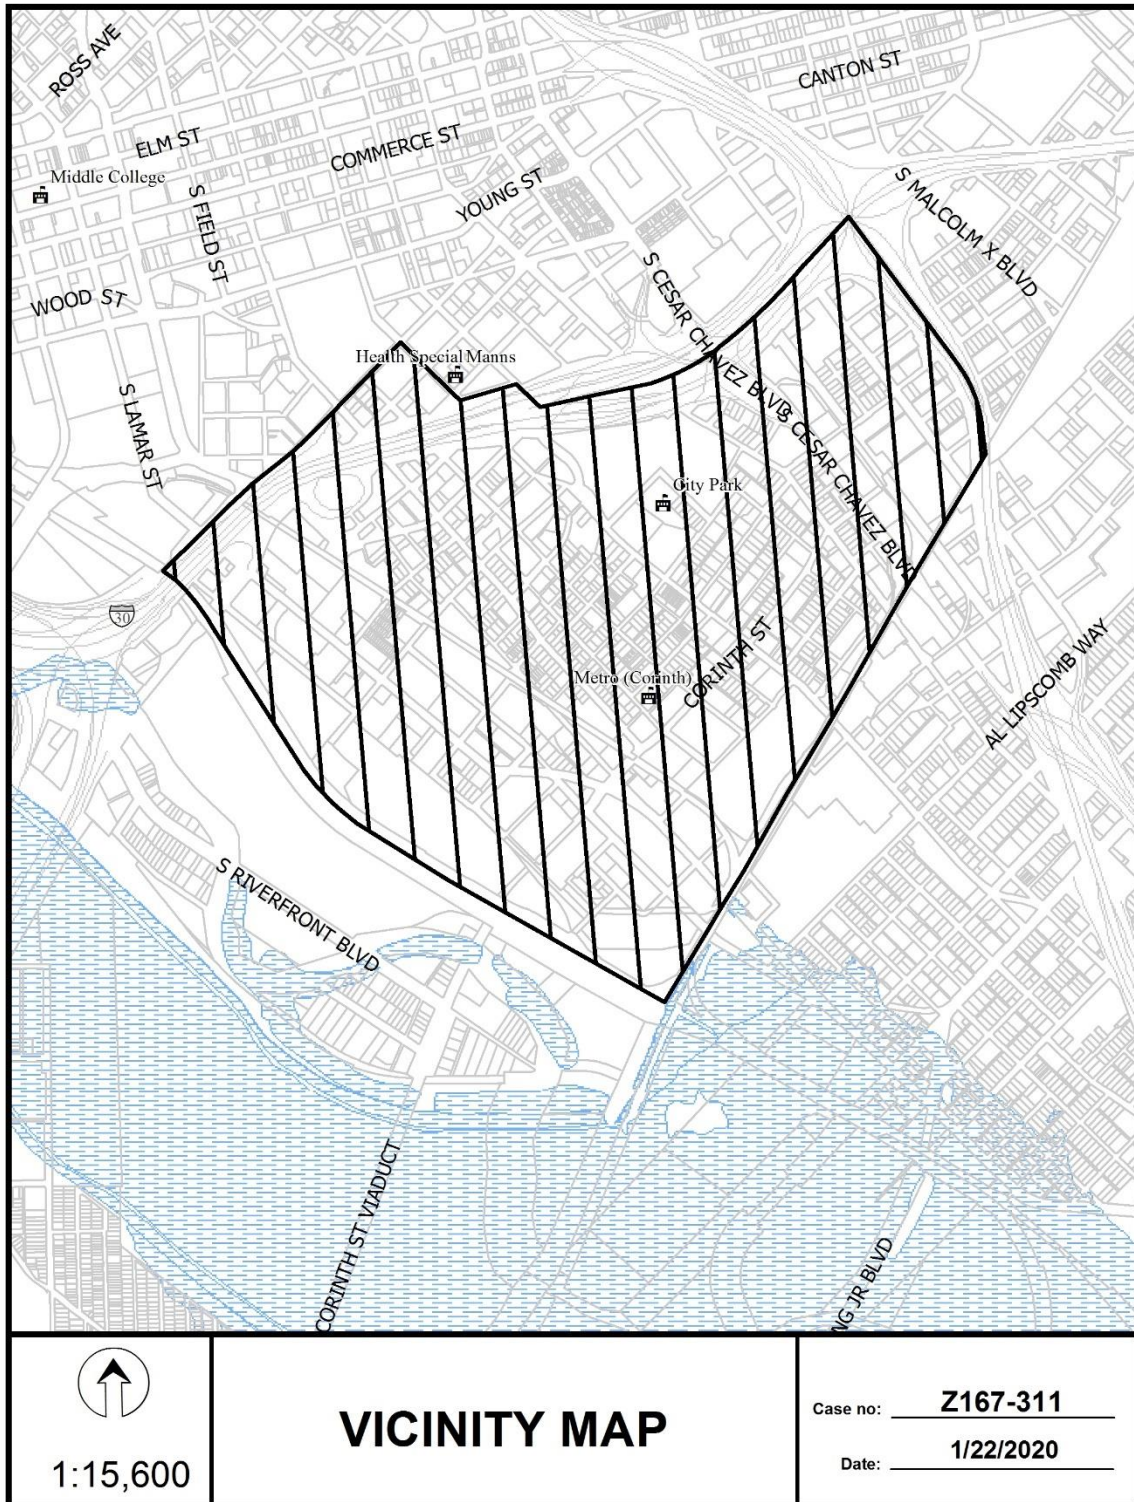 ROSS AVE
CANTON ST
ELM ST
COMMERCE ST
Middle College
S FIELD ST
YOUNG ST
S MALCOLM X BLVD
WOOD ST
S CESAR CHAVEZ BLVD
Health Special Manns
S LAMAR ST
S CESAR CHAVEZ BLVD
City Park
30
CORINTH ST
Metro (Corinth)
AL LIPSCOMB WAY
S RIVERFRONT BLVD
CORINTH ST VIADUCT
NG JR BLVD
1:15,600
VICINITY MAP
Case no: Z167-311
Date: 1/22/2020